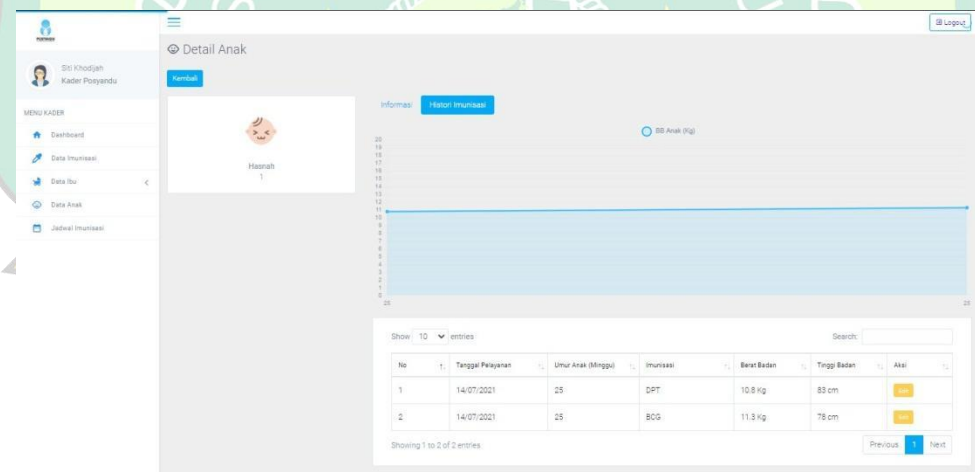 Logout
Siti Khodijah
Kader Posyandu
MENU KADER
Dashboard
Data Imunisasi
Data Ibu
Data Anak
Jadwal Imunisasi
Detail Anak
Kembali
Hasnah
1
Informasi Histori Imunisasi
BB Anak (Kg)
20
19
18
17
16
15
14
13
12
11
10
9
8
7
6
5
4
3
2
1
0
25 25
Show 10 entries Search:
No Tanggal Pelayanan Umur Anak (Minggu) Imunisasi Berat Badan Tinggi Badan Aksi
1 14/07/2021 25 DPT 10.8 Kg 83 cm
2 14/07/2021 25 BCG 11.3 Kg 78 cm
Showing 1 to 2 of 2 entries
Previous 1 Next